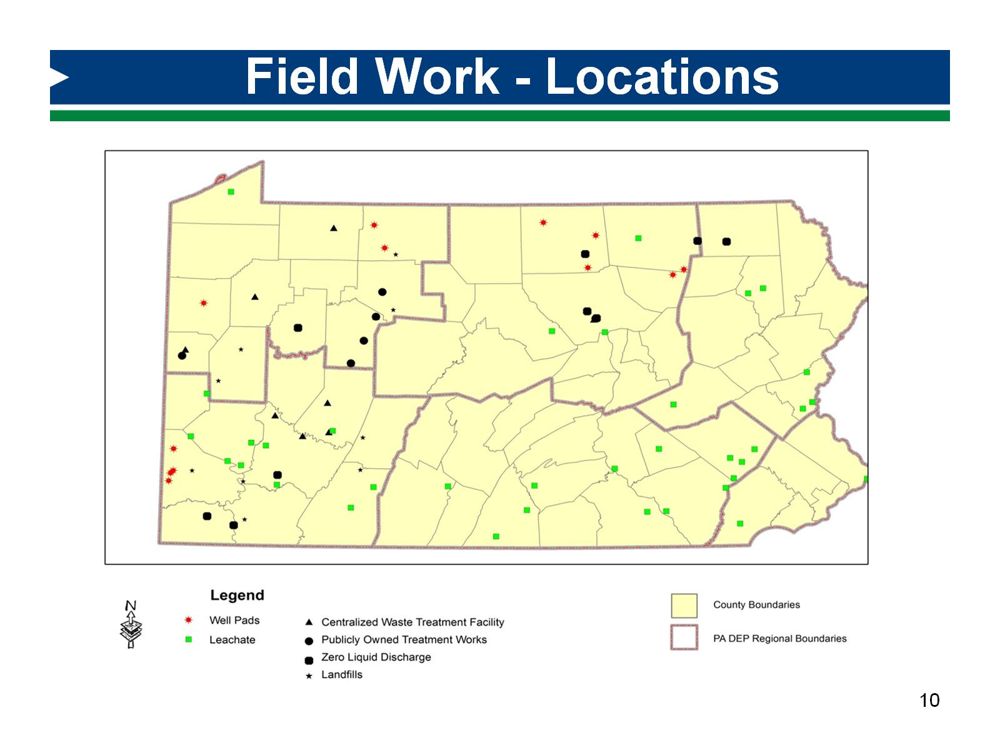 Field Work - Locations
Legend
N
Well Pads
Leachate
Centralized Waste Treatment Facility
Publicly Owned Treatment Works
Zero Liquid Discharge
Landfills
County Boundaries
PA DEP Regional Boundaries
10